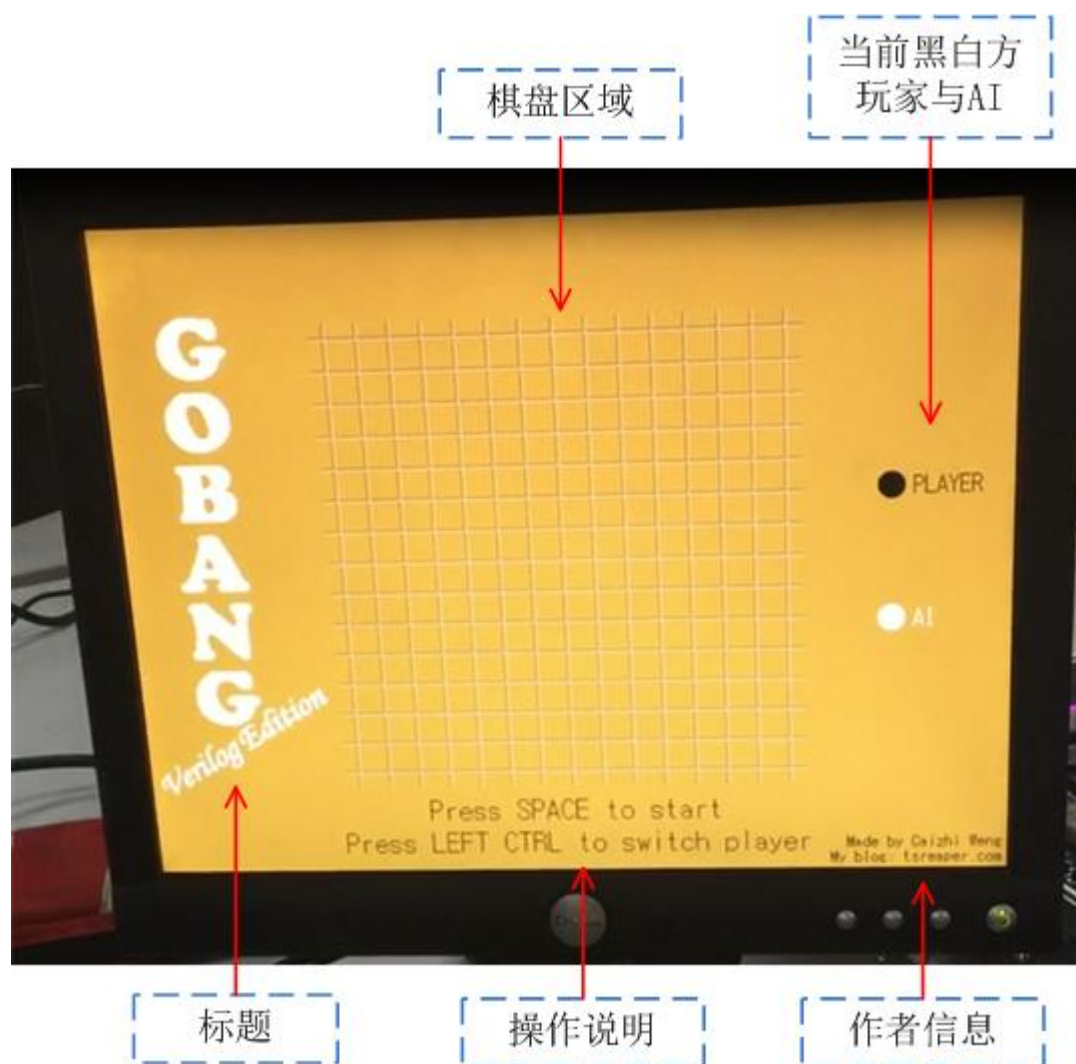 当前黑白方
玩家与AI
棋盘区域
GOBANG
Verilog Edition
PLAYER
AI
Press SPACE to start
Press LEFT CTRL to switch player
Made by Caizhi Weng
My blog: tsreaper.com
标题
操作说明
作者信息